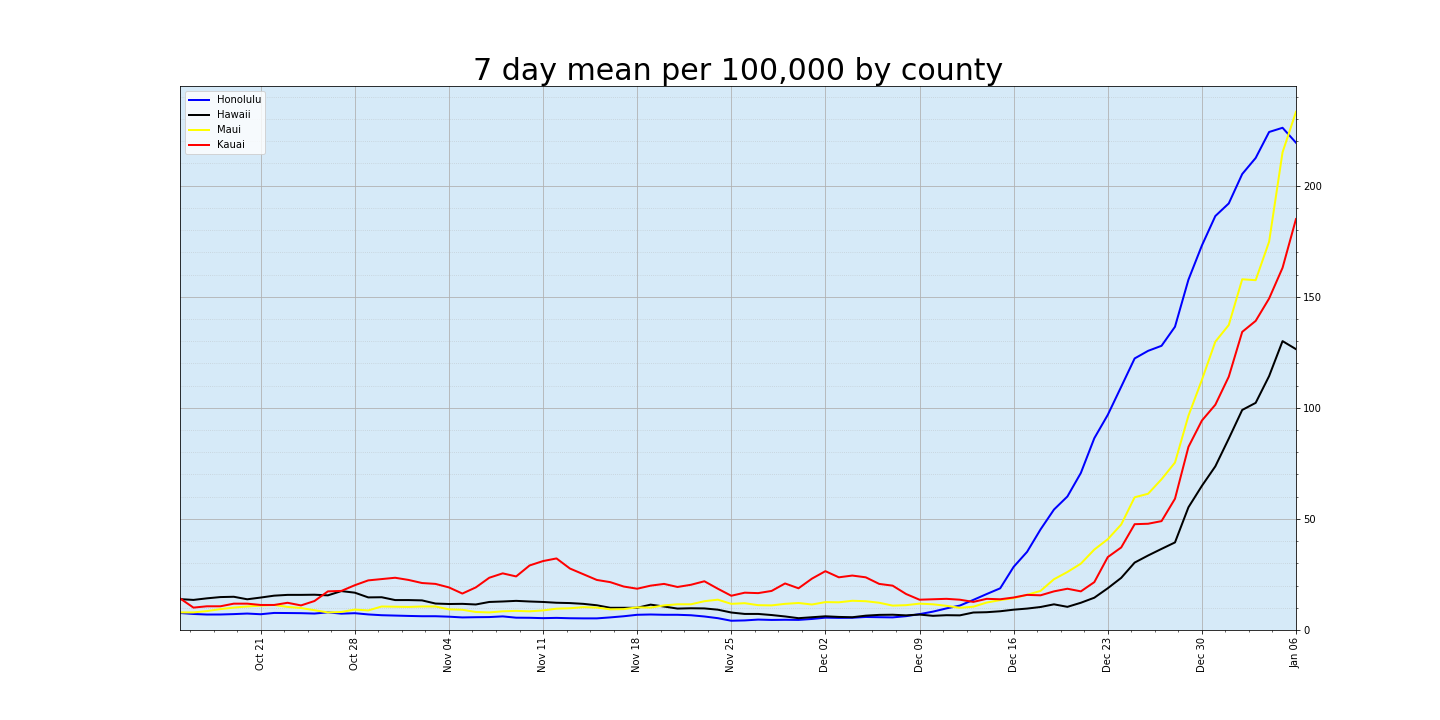 7 day mean per 100,000 by county
Honolulu
Hawaii
Maui
Kauai
200
150
100
50
0
Oct 21
Oct 28
Nov 04
Nov 11
Nov 18
Nov 25
Dec 02
Dec 09
Dec 16
Dec 23
Dec 30
Jan 06